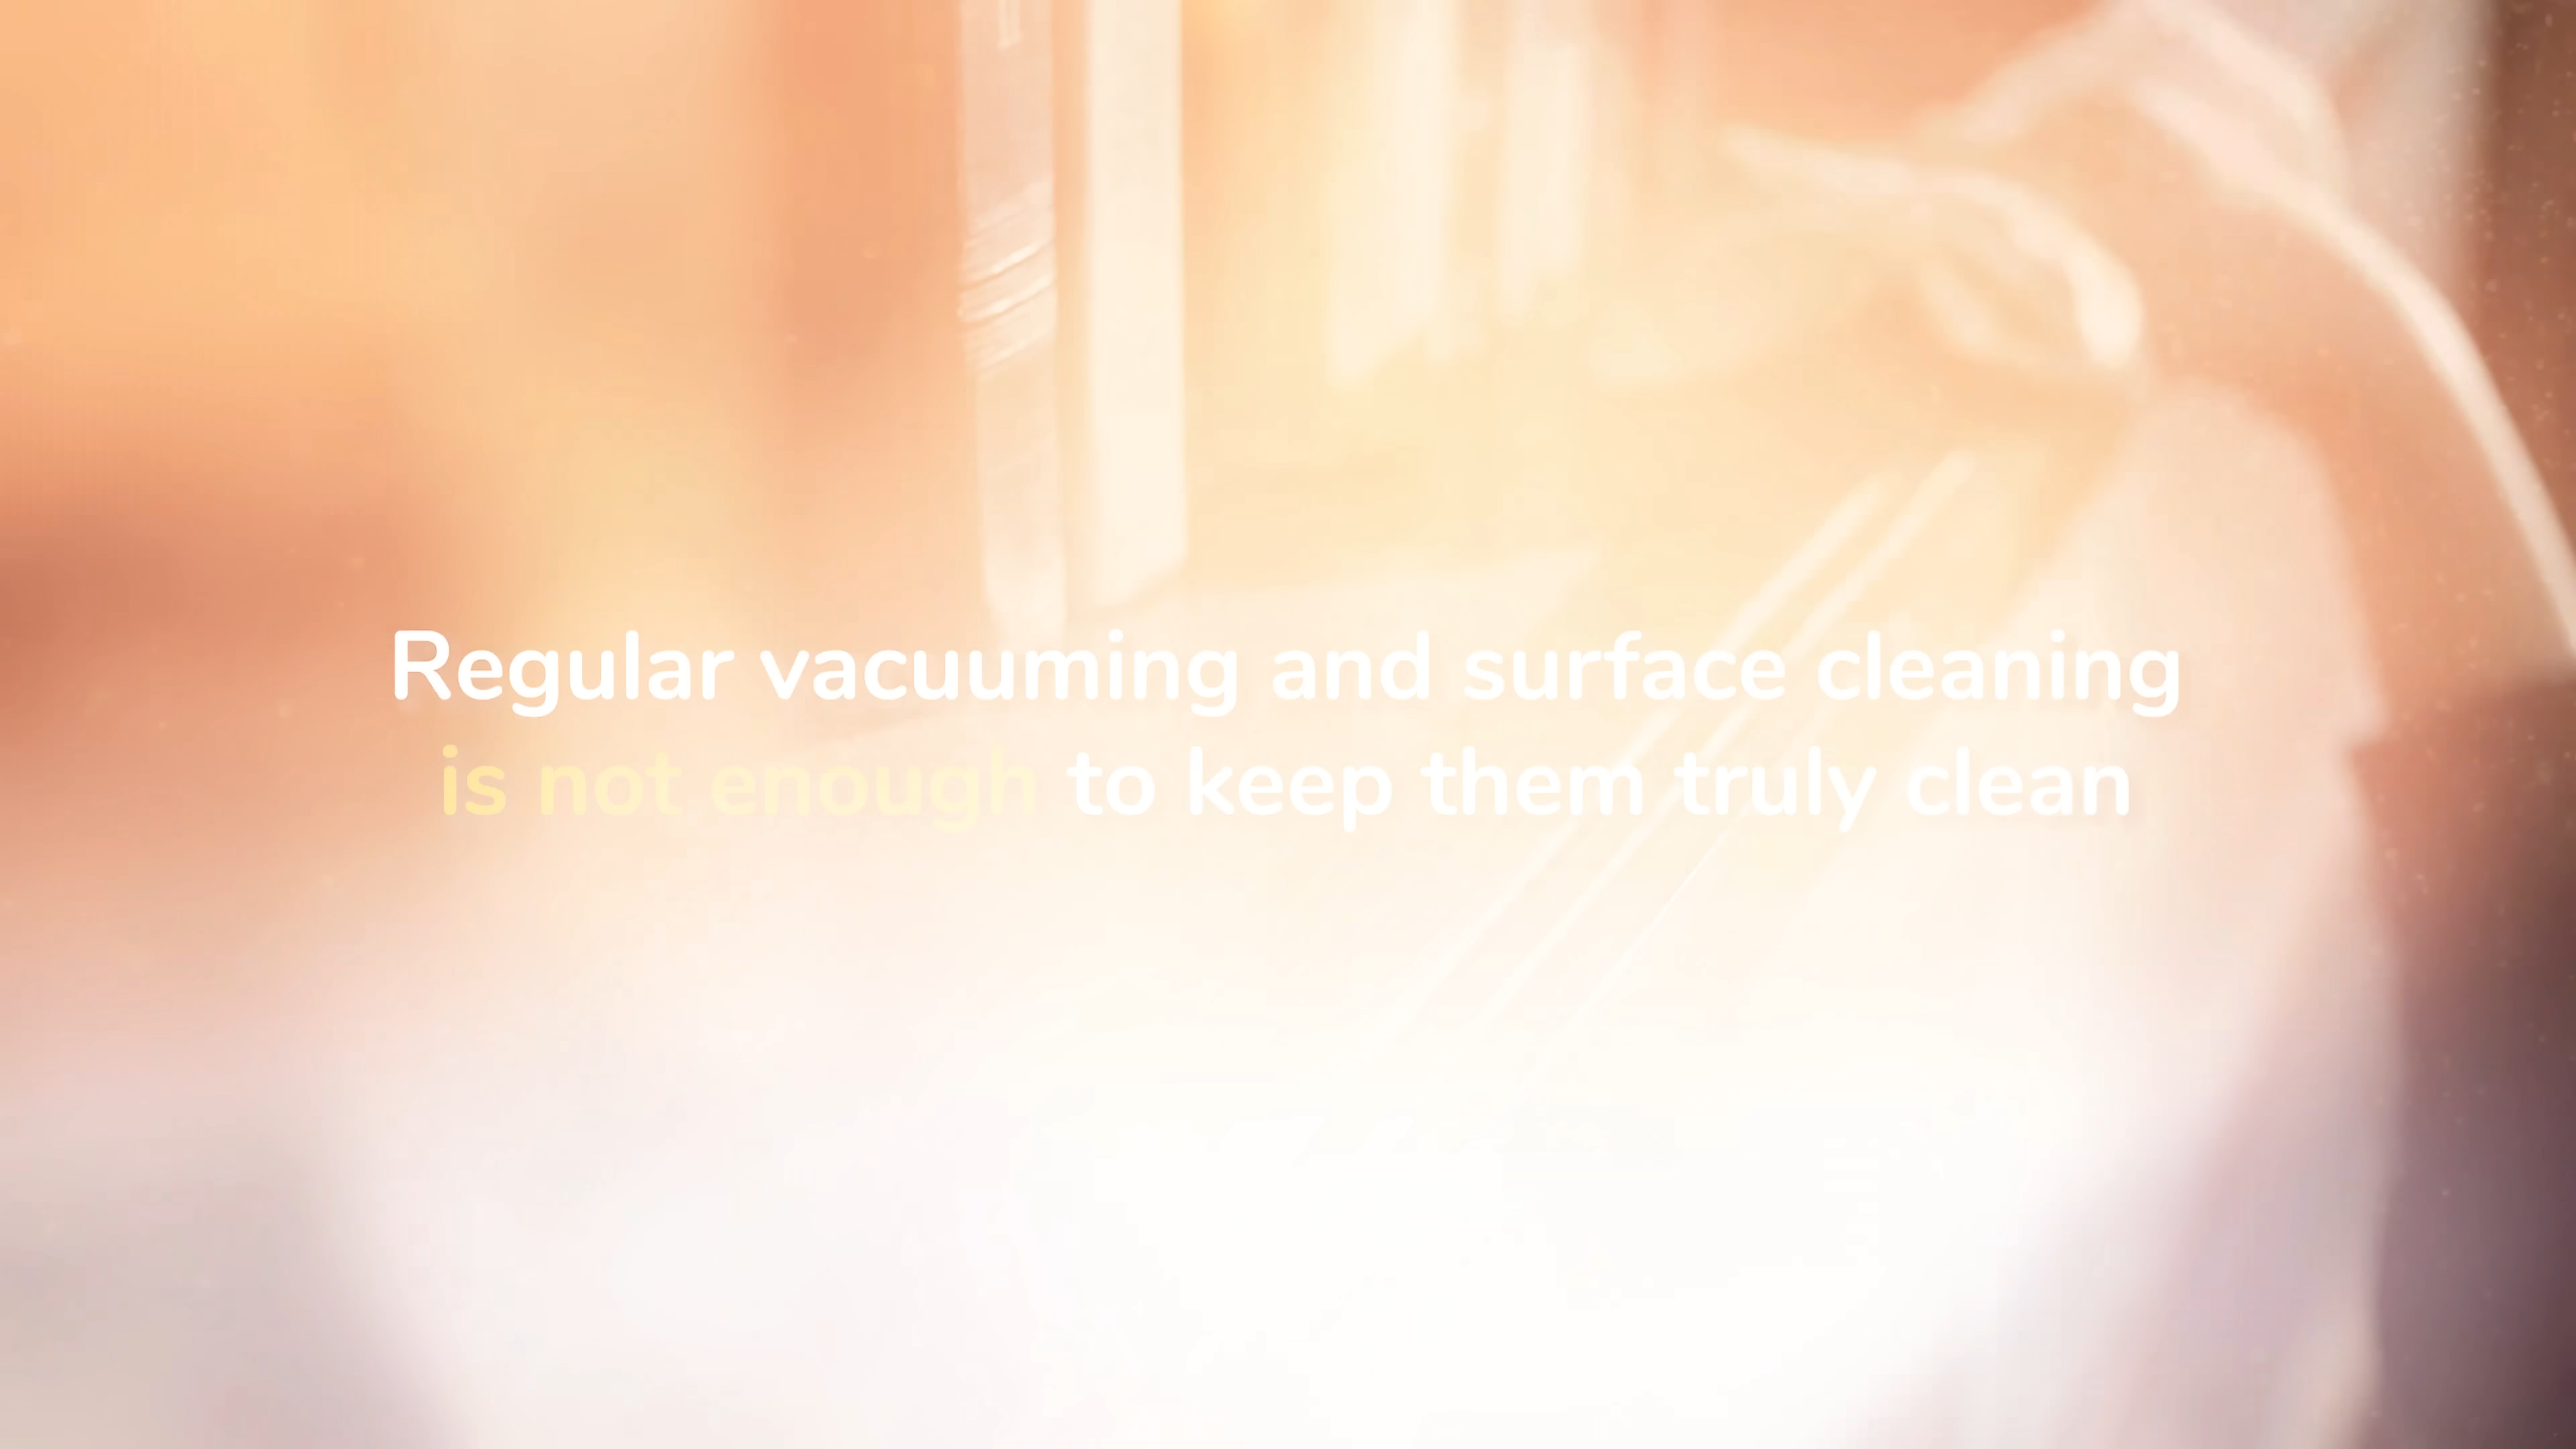 Regular vacuuming and surface cleaning
is not enough to keep them truly clean